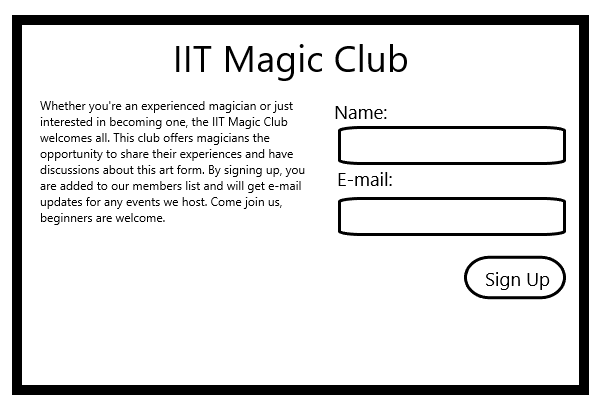 IIT Magic Club
Whether you're an experienced magician or just
interested in becoming one, the IIT Magic Club
welcomes all. This club offers magicians the
opportunity to share their experiences and have
discussions about this art form. By signing up, you
are added to our members list and will get e-mail
updates for any events we host. Come join us,
beginners are welcome.
Name:
E-mail:
Sign Up